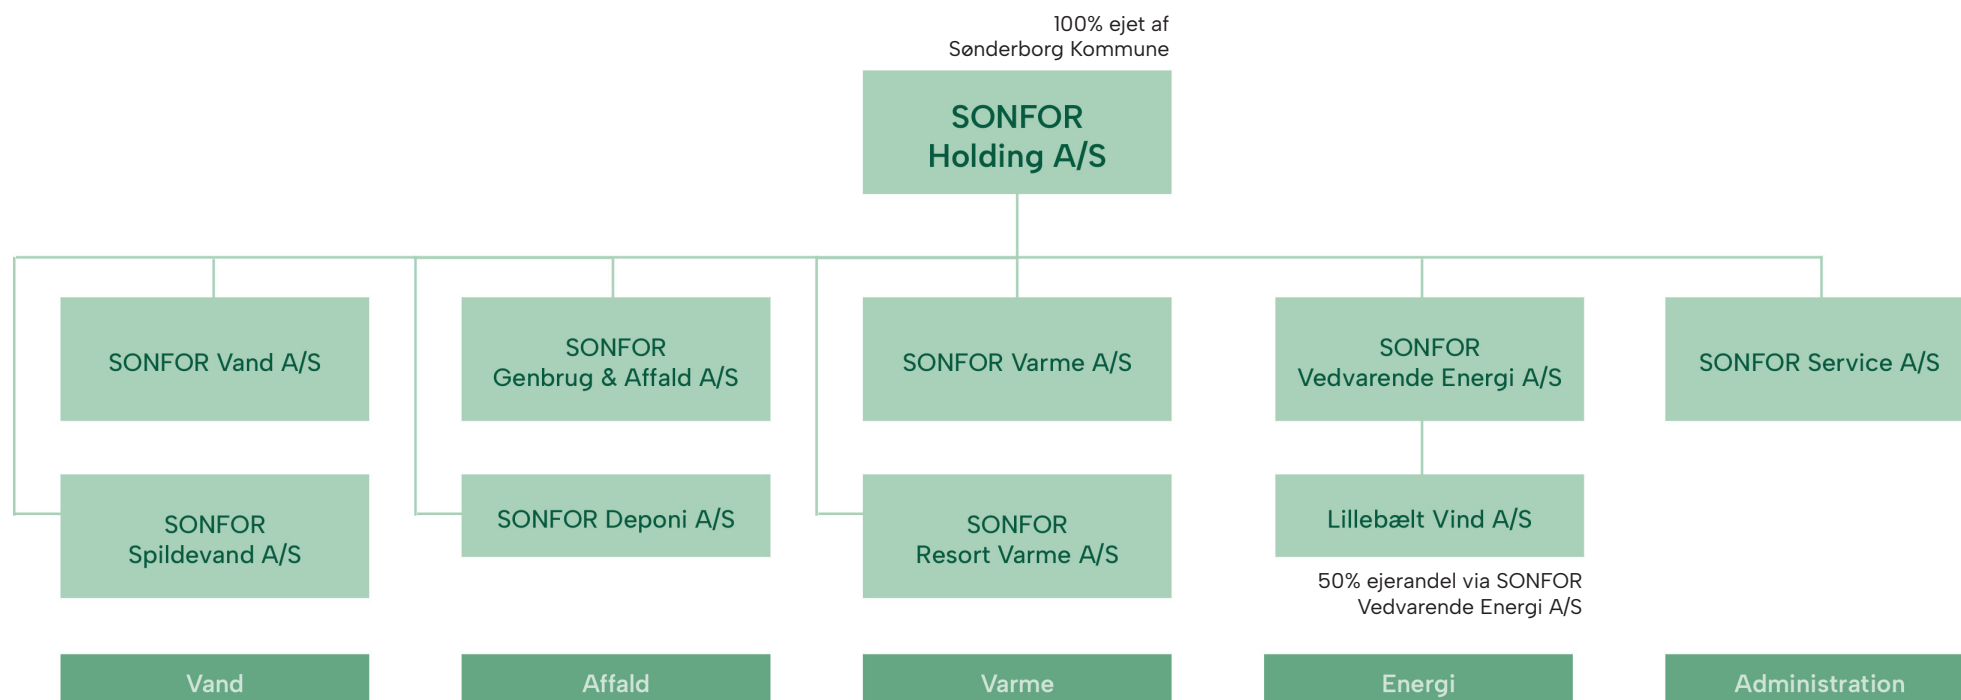 100% ejet af
Sønderborg Kommune
SONFOR
Holding A/S
SONFOR Vand A/S
SONFOR
Genbrug & Affald A/S
SONFOR Varme A/S
SONFOR
Vedvarende Energi A/S
SONFOR Service A/S
SONFOR
Spildevand A/S
SONFOR Deponi A/S
SONFOR
Resort Varme A/S
Lillebælt Vind A/S
50% ejerandel via SONFOR
Vedvarende Energi A/S
Vand
Affald
Varme
Energi
Administration